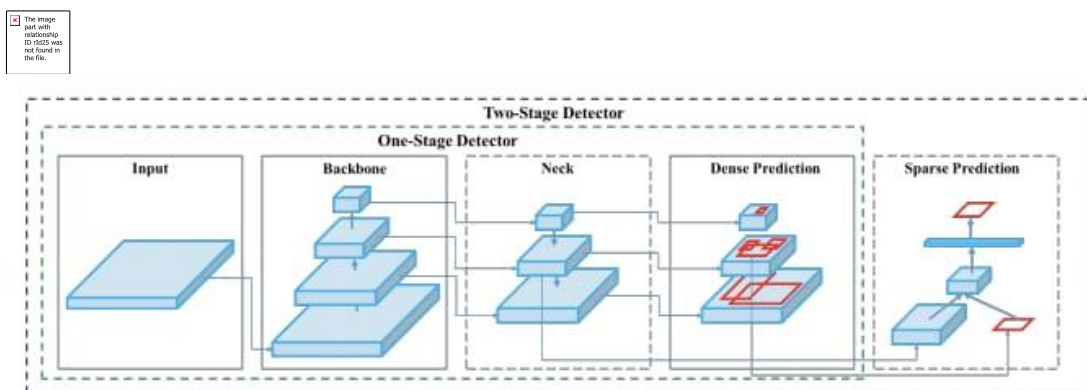 The image
part with
relationship
ID rId25 was
not found in
the file.
Two-Stage Detector
One-Stage Detector
Input
Backbone
Neck
Dense Prediction
Sparse Prediction